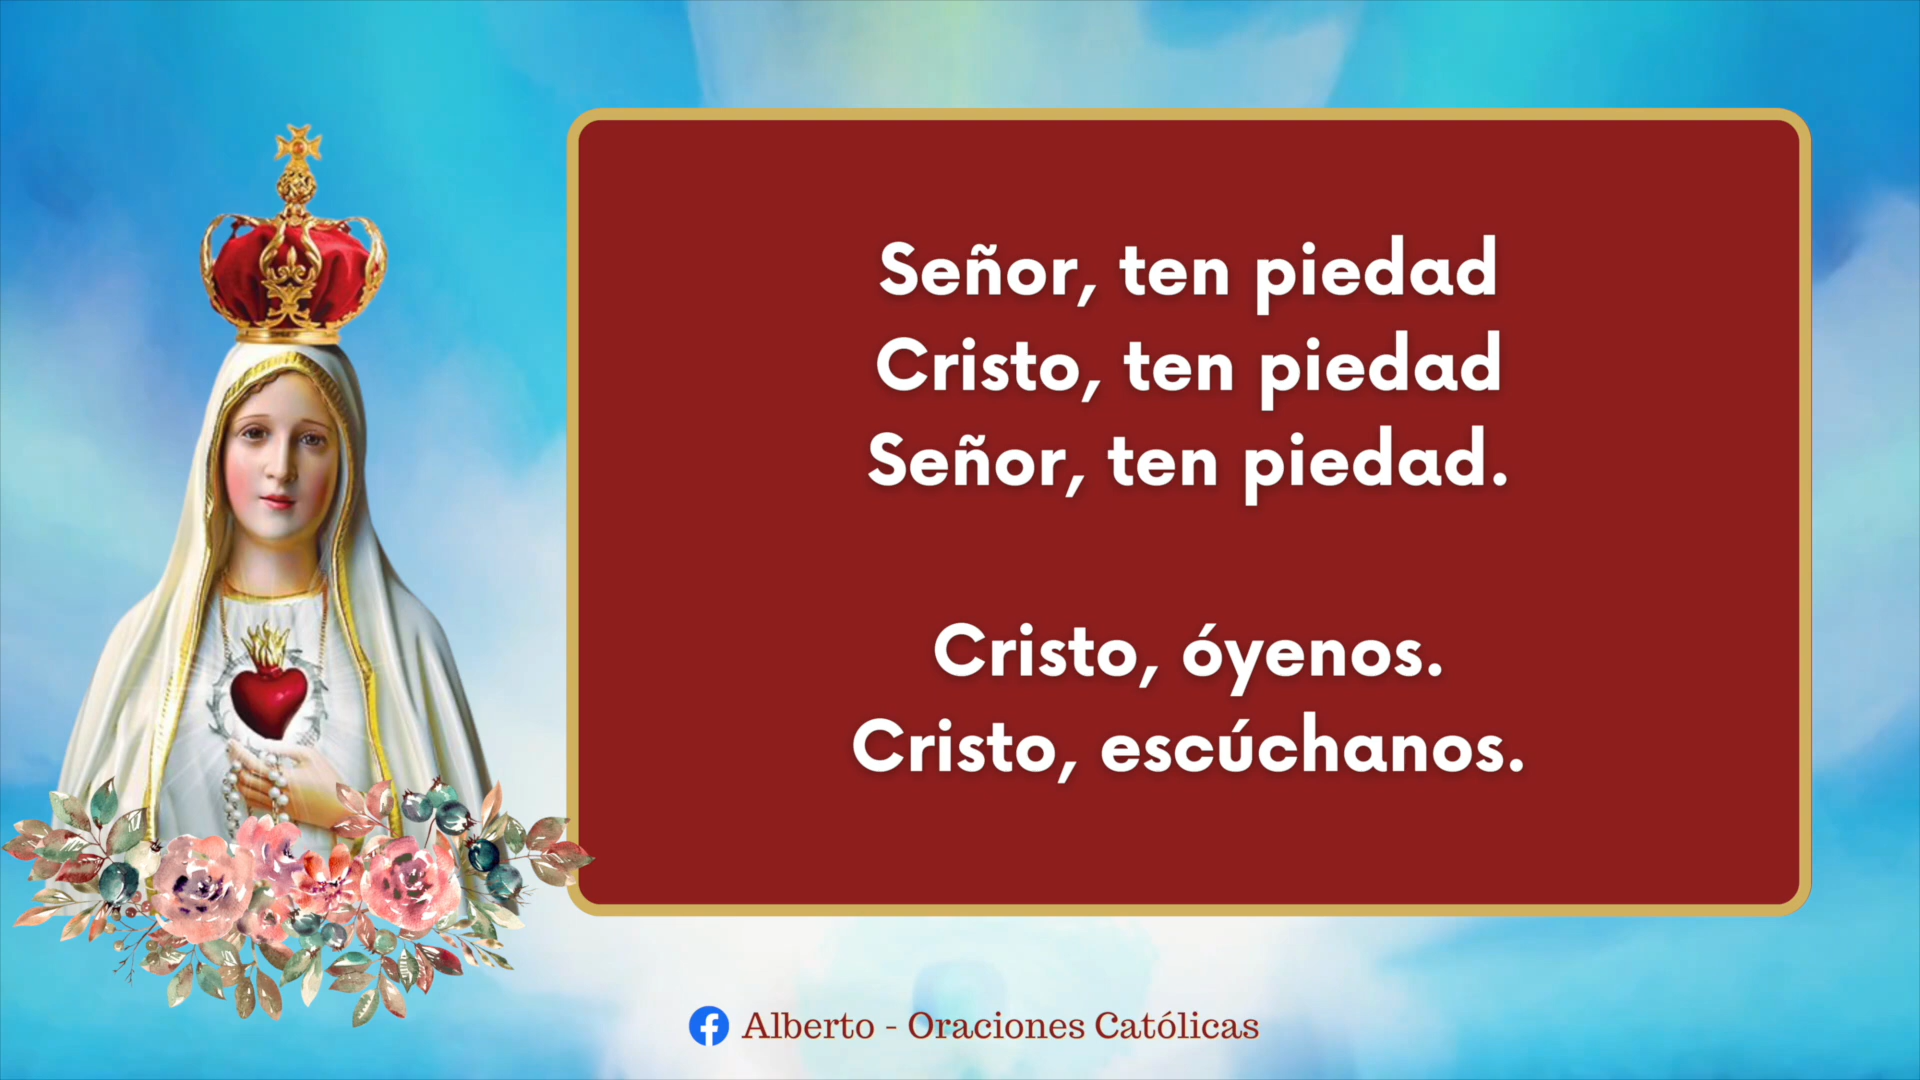 Señor, ten piedad
Cristo, ten piedad
Señor, ten piedad.
Cristo, óyenos.
Cristo, escúchanos.
Alberto - Oraciones Católicas